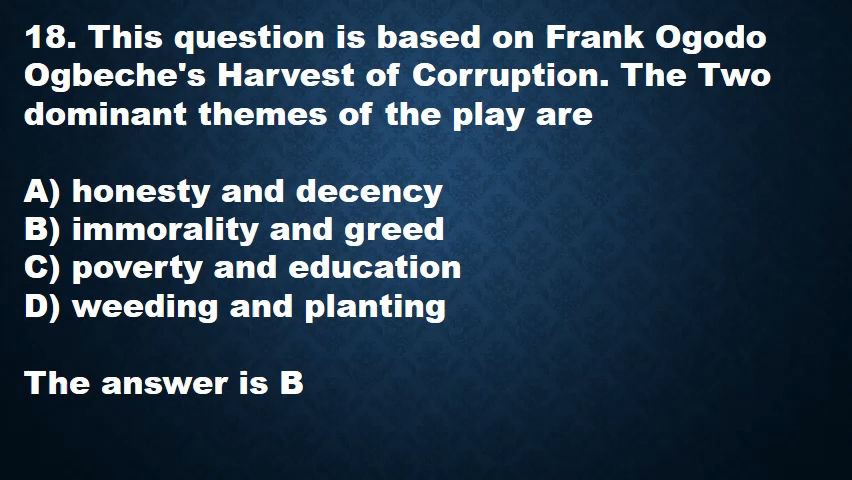 18. This question is based on Frank Ogodo
Ogbeche's Harvest of Corruption. The Two
dominant themes of the play are
A) honesty and decency
B) immorality and greed
C) poverty and education
D) weeding and planting
The answer is B